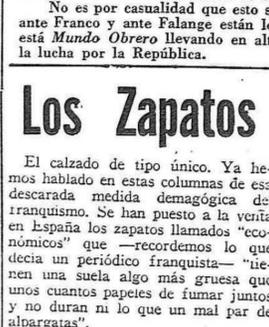 No es por casualidad que esto s
ante Franco y ante Falange están l
está Mundo Obrero llevando en alt
la lucha por la República.
Los Zapatos
El calzado de tipo único. Ya he-
mos hablado en estas columnas de esa
descarada medida demagógica de
franquismo. Se han puesto a la venta
en España los zapatos llamados "eco-
nómicos" que —recordemos lo que
decía un periódico franquista— "tie-
nen una suela algo más gruesa que
unos cuantos papeles de fumar juntos
y no duran ni lo que un mal par de
alpargatas".